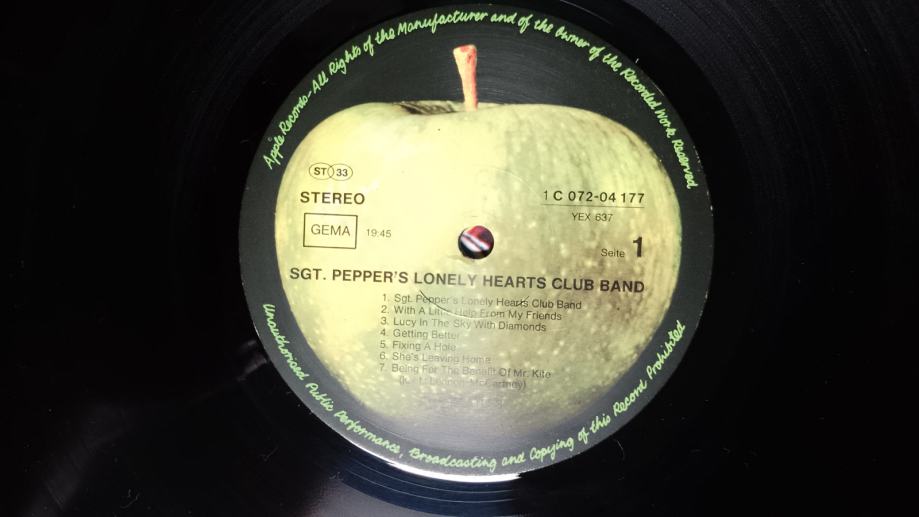 Apple Records-All Rights of the Manufacturer and of the Owner of the Recorded Work Reserved
ST 33
STEREO
1 C 072-04 177
GEMA
19:45
YEX 637
Seite 1
SGT. PEPPER'S LONELY HEARTS CLUB BAND
1. Sgt. Pepper's Lonely Hearts Club Band
2. With A Little Help From My Friends
3. Lucy In The Sky With Diamonds
4. Getting Better
5. Fixing A Hole
6. She's Leaving Home
7. Being For The Benefit Of Mr. Kite
Lennon-McCartney)
Unauthorised Public Performance, Broadcasting and Copying of this Record Prohibited